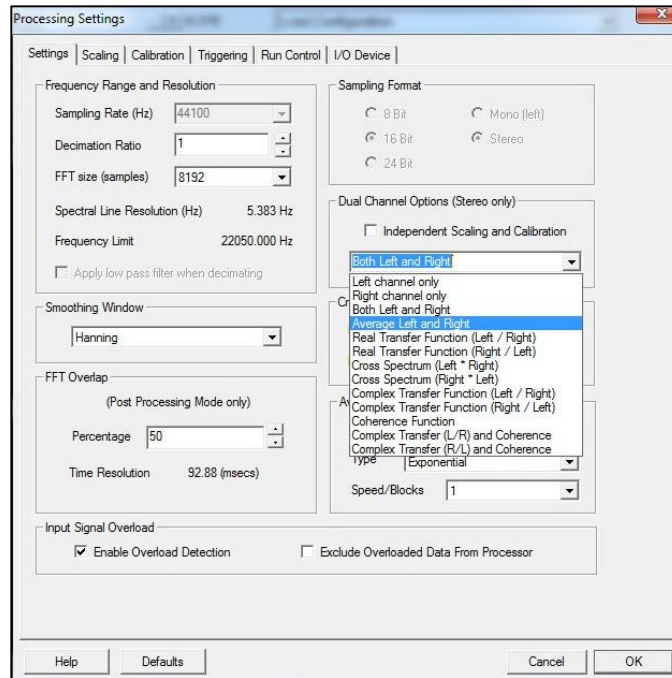 Processing Settings
Settings
Scaling
Calibration
Triggering
Run Control
I/O Device
Frequency Range and Resolution
Sampling Rate (Hz) 44100
Decimation Ratio 1
FFT size (samples) 8192
Spectral Line Resolution (Hz) 5.383 Hz
Frequency Limit 22050.000 Hz
Apply low pass filter when decimating
Smoothing Window
Hanning
FFT Overlap
(Post Processing Mode only)
Percentage 50
Time Resolution 92.88 (msecs)
Sampling Format
8 Bit Mono (left)
16 Bit Stereo
24 Bit
Dual Channel Options (Stereo only)
Independent Scaling and Calibration
Both Left and Right
Left channel only
Right channel only
Both Left and Right
Average Left and Right
Real Transfer Function (Left / Right)
Real Transfer Function (Right / Left)
Cross Spectrum (Left * Right)
Cross Spectrum (Right * Left)
Complex Transfer Function (Left / Right)
Complex Transfer Function (Right / Left)
Coherence Function
Complex Transfer (L/R) and Coherence
Complex Transfer (R/L) and Coherence
Type Exponential
Speed/Blocks 1
Input Signal Overload
Enable Overload Detection Exclude Overloaded Data From Processor
Help
Defaults
Cancel
OK